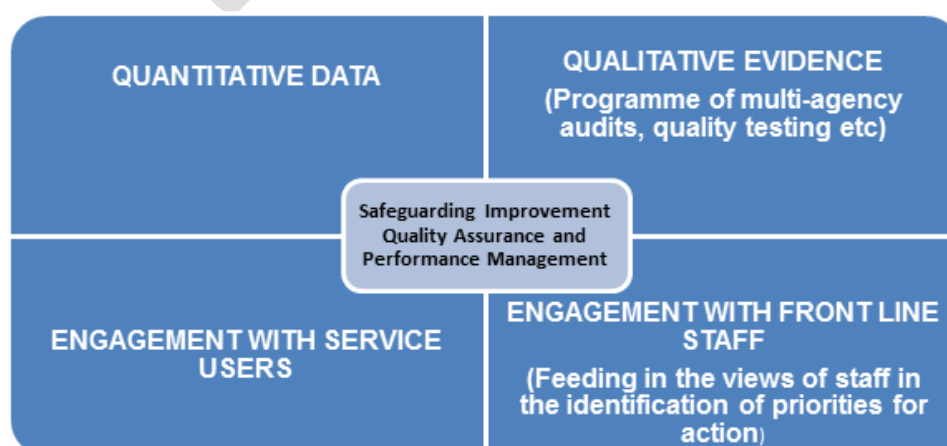 QUANTITATIVE DATA
QUALITATIVE EVIDENCE
(Programme of multi-agency
audits, quality testing etc)
Safeguarding Improvement
Quality Assurance and
Performance Management
ENGAGEMENT WITH SERVICE
USERS
ENGAGEMENT WITH FRONT LINE
STAFF
(Feeding in the views of staff in
the identification of priorities for
action)